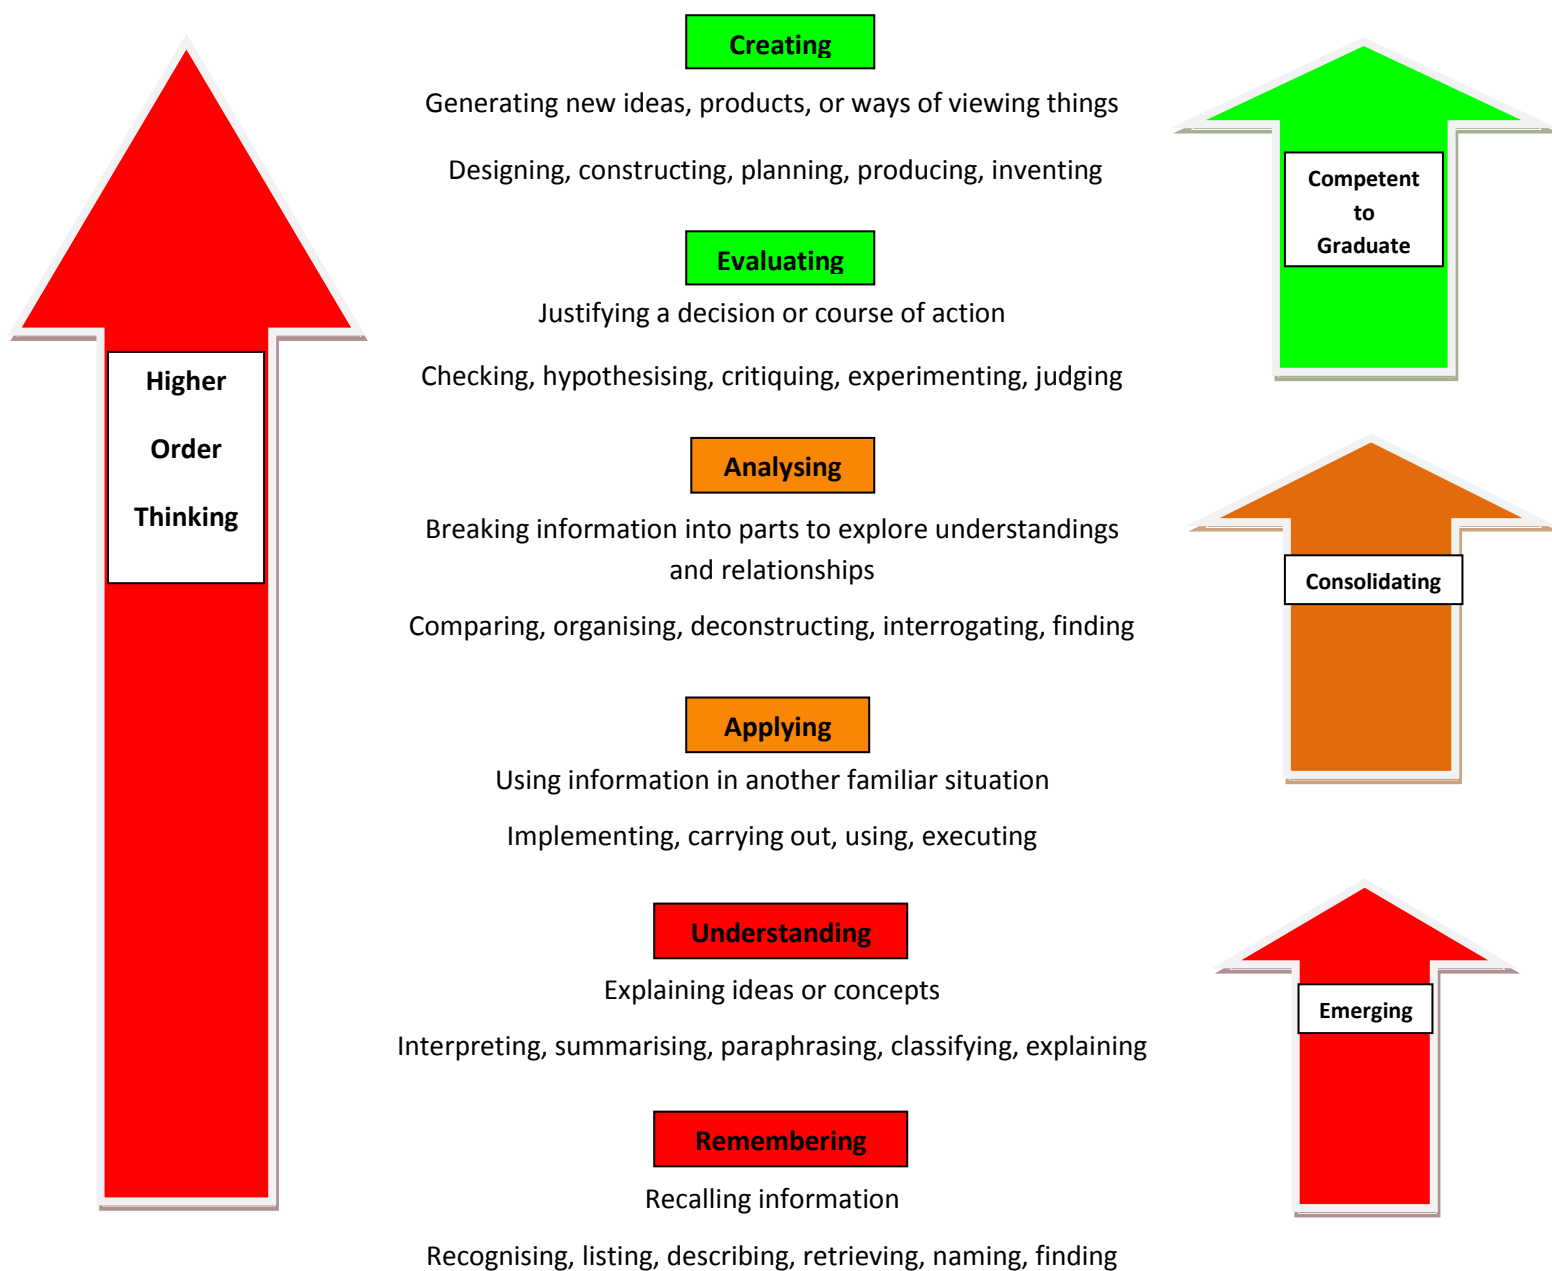 Creating
Generating new ideas, products, or ways of viewing things
Designing, constructing, planning, producing, inventing
Competent
to
Graduate
Evaluating
Justifying a decision or course of action
Checking, hypothesising, critiquing, experimenting, judging
Higher
Order
Thinking
Analysing
Breaking information into parts to explore understandings
and relationships
Comparing, organising, deconstructing, interrogating, finding
Consolidating
Applying
Using information in another familiar situation
Implementing, carrying out, using, executing
Understanding
Explaining ideas or concepts
Interpreting, summarising, paraphrasing, classifying, explaining
Emerging
Remembering
Recalling information
Recognising, listing, describing, retrieving, naming, finding